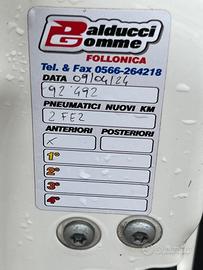 Balducci
Gomme
FOLLONICA
Tel. & Fax 0566-264218
DATA 09/04/24
92˙492
PNEUMATICI NUOVI KM
2 FE2
ANTERIORI POSTERIORI
X
1°
2°
3°
4°